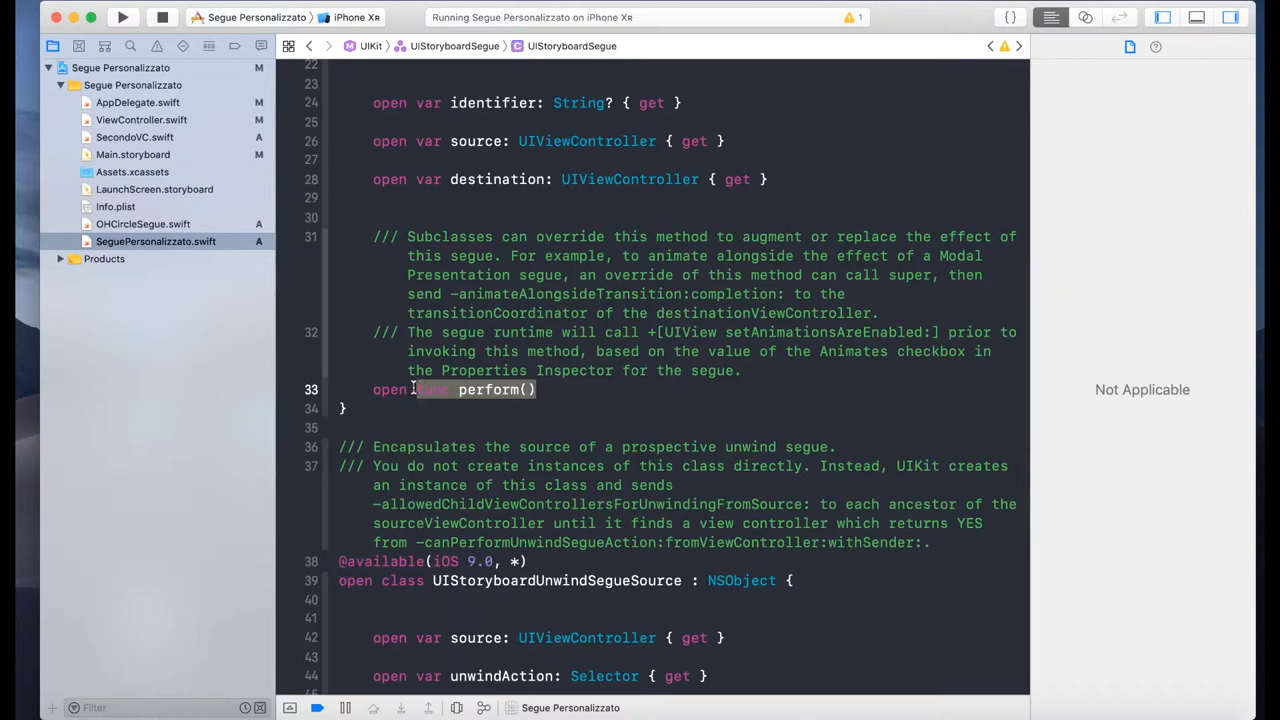 Segue Personalizzato
iPhone Xʀ
Running Segue Personalizzato on iPhone Xʀ
1
UIKit
UIStoryboardSegue
UIStoryboardSegue
Segue Personalizzato M
Segue Personalizzato
AppDelegate.swift M
ViewController.swift M
SecondoVC.swift A
Main.storyboard M
Assets.xcassets
LaunchScreen.storyboard
Info.plist
OHCircleSegue.swift A
SeguePersonalizzato.swift A
Products
Filter
22
23
24 open var identifier: String? { get }
25
26 open var source: UIViewController { get }
27
28 open var destination: UIViewController { get }
29
30
31 /// Subclasses can override this method to augment or replace the effect of
this segue. For example, to animate alongside the effect of a Modal
Presentation segue, an override of this method can call super, then
send -animateAlongsideTransition:completion: to the
transitionCoordinator of the destinationViewController.
32 /// The segue runtime will call +[UIView setAnimationsAreEnabled:] prior to
invoking this method, based on the value of the Animates checkbox in
the Properties Inspector for the segue.
33 open func perform()
34 }
35
36 /// Encapsulates the source of a prospective unwind segue.
37 /// You do not create instances of this class directly. Instead, UIKit creates
an instance of this class and sends
-allowedChildViewControllersForUnwindingFromSource: to each ancestor of the
sourceViewController until it finds a view controller which returns YES
from -canPerformUnwindSegueAction:fromViewController:withSender:.
38 @available(iOS 9.0, *)
39 open class UIStoryboardUnwindSegueSource : NSObject {
40
41
42 open var source: UIViewController { get }
43
44 open var unwindAction: Selector { get }
Segue Personalizzato
Not Applicable